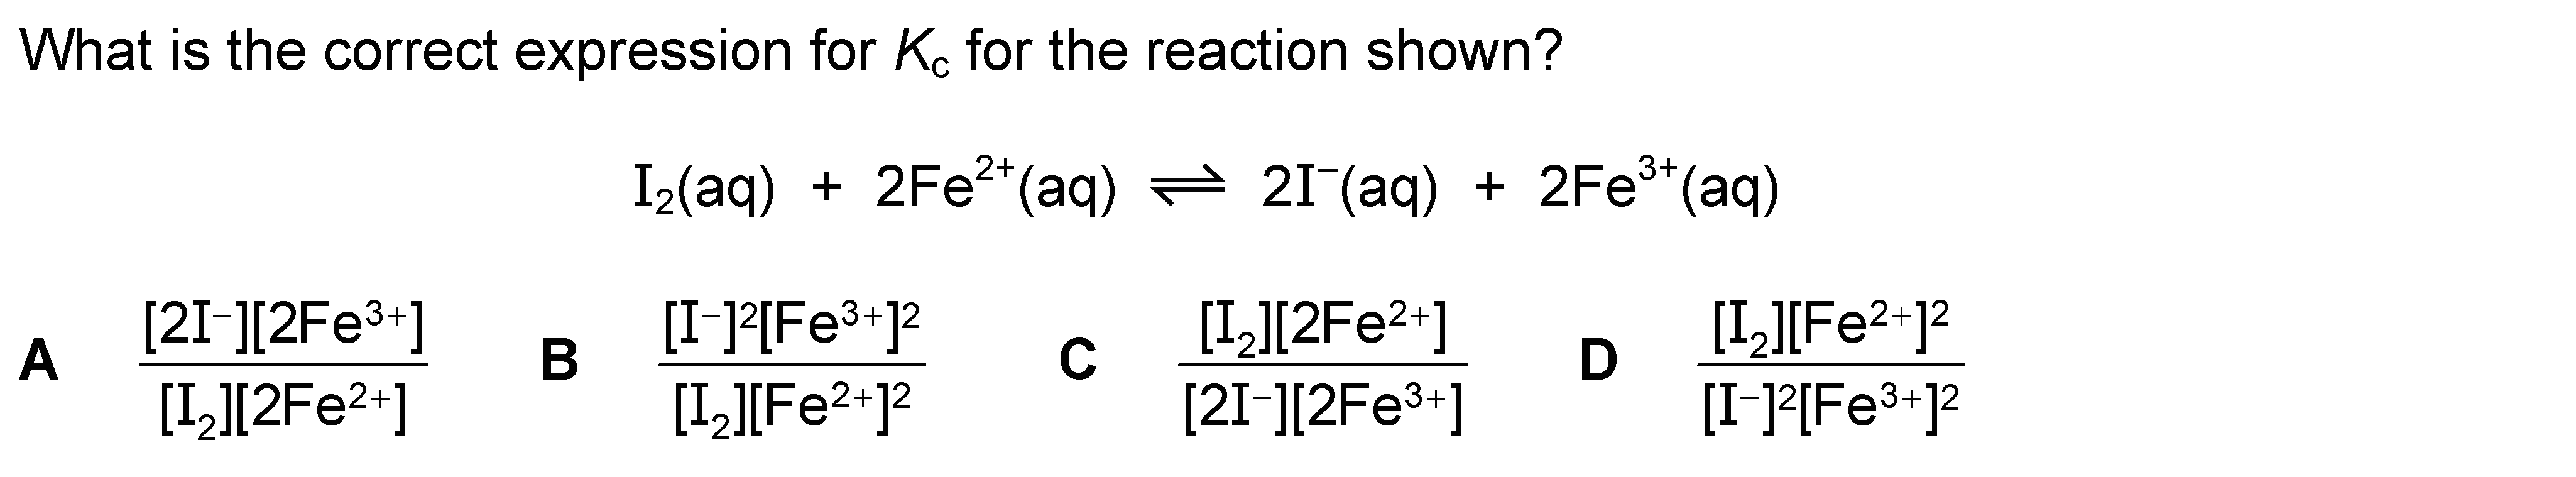 What is the correct expression for Kc for the reaction shown?
I₂(aq) + 2Fe²⁺(aq) ⇌ 2I⁻(aq) + 2Fe³⁺(aq)
A [2I⁻][2Fe³⁺] / [I₂][2Fe²⁺] B [I⁻]²[Fe³⁺]² / [I₂][Fe²⁺]² C [I₂][2Fe²⁺] / [2I⁻][2Fe³⁺] D [I₂][Fe²⁺]² / [I⁻]²[Fe³⁺]²